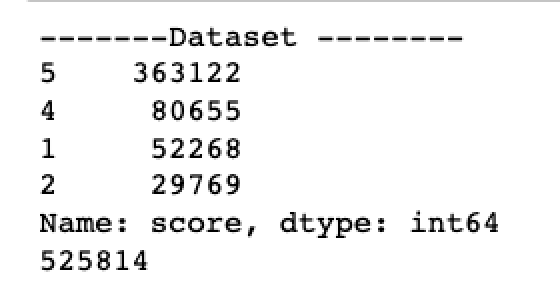 -------Dataset --------
5    363122
4     80655
1     52268
2     29769
Name: score, dtype: int64
525814